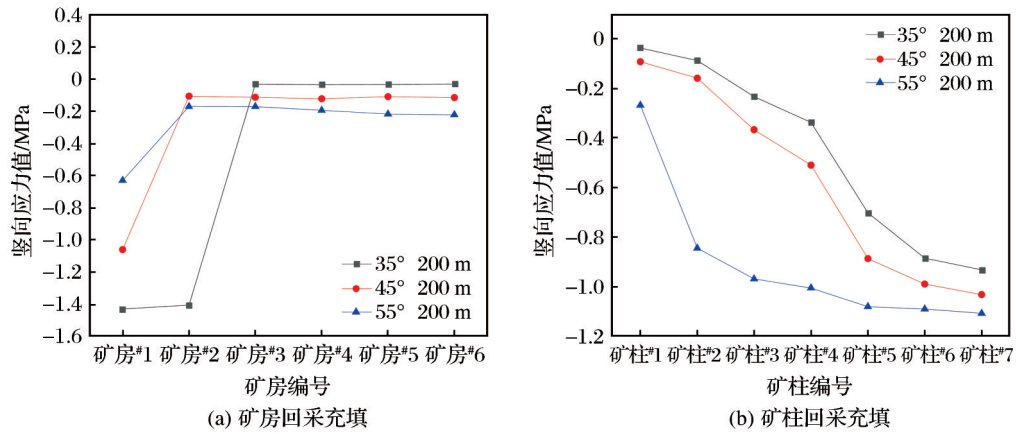 0.4
0.2
0
−0.2
−0.4
−0.6
−0.8
−1.0
−1.2
−1.4
−1.6
竖向应力值/MPa
35° 200 m
45° 200 m
55° 200 m
矿房#1 矿房#2 矿房#3 矿房#4 矿房#5 矿房#6
矿房编号
(a) 矿房回采充填
0
−0.2
−0.4
−0.6
−0.8
−1.0
−1.2
竖向应力值/MPa
35° 200 m
45° 200 m
55° 200 m
矿柱#1 矿柱#2 矿柱#3 矿柱#4 矿柱#5 矿柱#6 矿柱#7
矿柱编号
(b) 矿柱回采充填